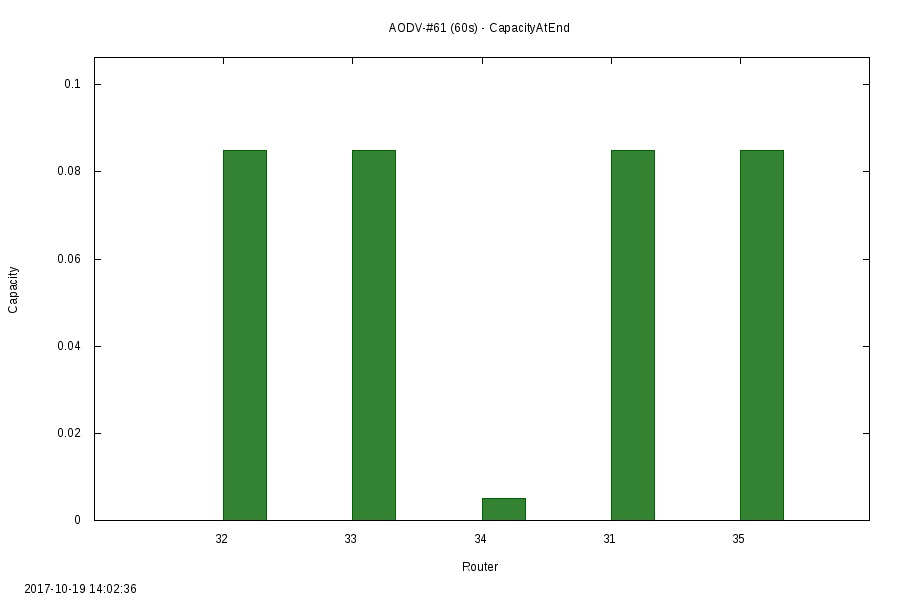 AODV-#61 (60s) - CapacityAtEnd
0.1
0.08
0.06
0.04
0.02
0
Capacity
32 33 34 31 35
Router
2017-10-19 14:02:36